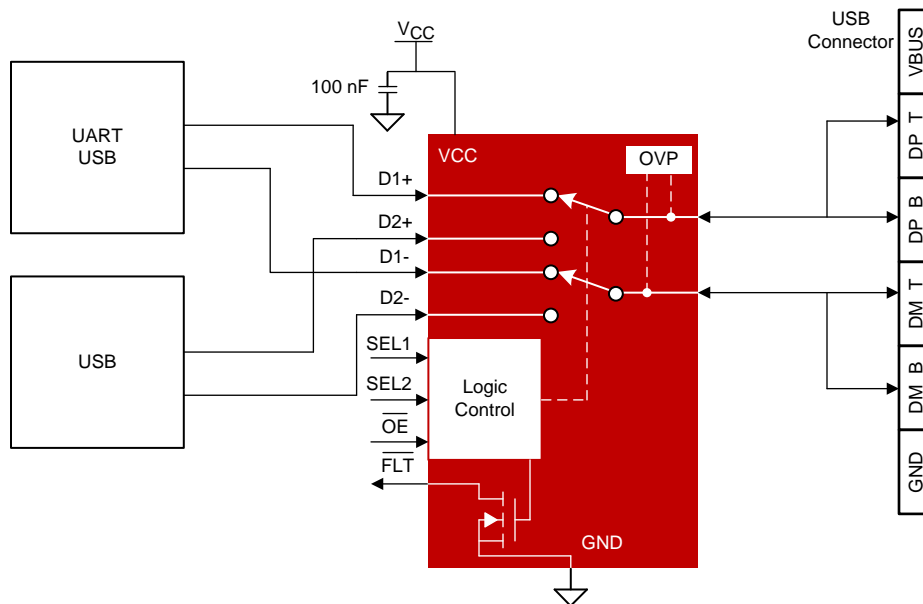 USB
Connector
VCC
100 nF
UART
USB
VCC
OVP
D1+
D2+
D1-
D2-
USB
SEL1
SEL2
OE
FLT
Logic
Control
GND
VBUS
DP T
DP B
DM T
DM B
GND